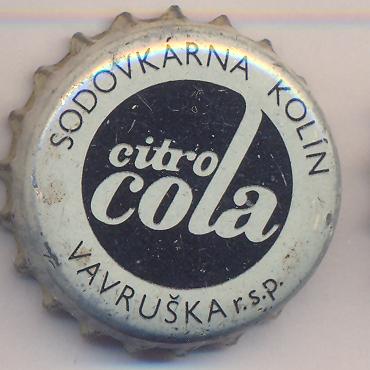 SODOVKÁRNA KOLÍN
citro
cola
VAVRUŠKA r.s.p.